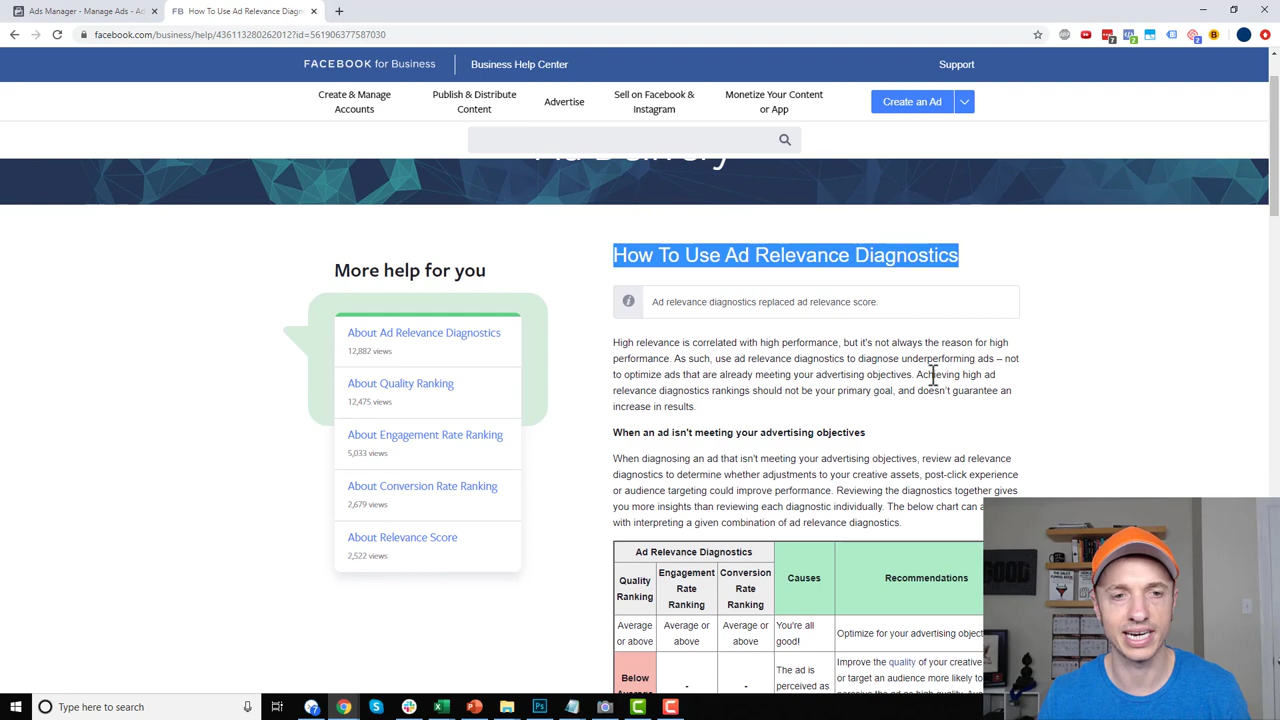 Ads Manager - Manage Ads - Ad
FB How To Use Ad Relevance Diagn
facebook.com/business/help/436113280262012?id=561906377587030
FACEBOOK for Business
Business Help Center
Support
Create & Manage
Accounts
Publish & Distribute
Content
Advertise
Sell on Facebook &
Instagram
Monetize Your Content
or App
Create an Ad
Ad Delivery
How To Use Ad Relevance Diagnostics
More help for you
About Ad Relevance Diagnostics
12,882 views
About Quality Ranking
12,475 views
About Engagement Rate Ranking
5,033 views
About Conversion Rate Ranking
2,679 views
About Relevance Score
2,522 views
Ad relevance diagnostics replaced ad relevance score.
High relevance is correlated with high performance, but it's not always the reason for high
performance. As such, use ad relevance diagnostics to diagnose underperforming ads – not
to optimize ads that are already meeting your advertising objectives. Achieving high ad
relevance diagnostics rankings should not be your primary goal, and doesn't guarantee an
increase in results.
When an ad isn't meeting your advertising objectives
When diagnosing an ad that isn't meeting your advertising objectives, review ad relevance
diagnostics to determine whether adjustments to your creative assets, post-click experience
or audience targeting could improve performance. Reviewing the diagnostics together gives
you more insights than reviewing each diagnostic individually. The below chart can a
with interpreting a given combination of ad relevance diagnostics.
Ad Relevance Diagnostics
Causes
Recommendations
Quality
Ranking
Engagement
Rate
Ranking
Conversion
Rate
Ranking
Average
or above
Average or
above
Average or
above
You're all
good!
Optimize for your advertising object
Below
Average
-
-
The ad is
perceived as
Improve the quality of your creative
or target an audience more likely to
Type here to search